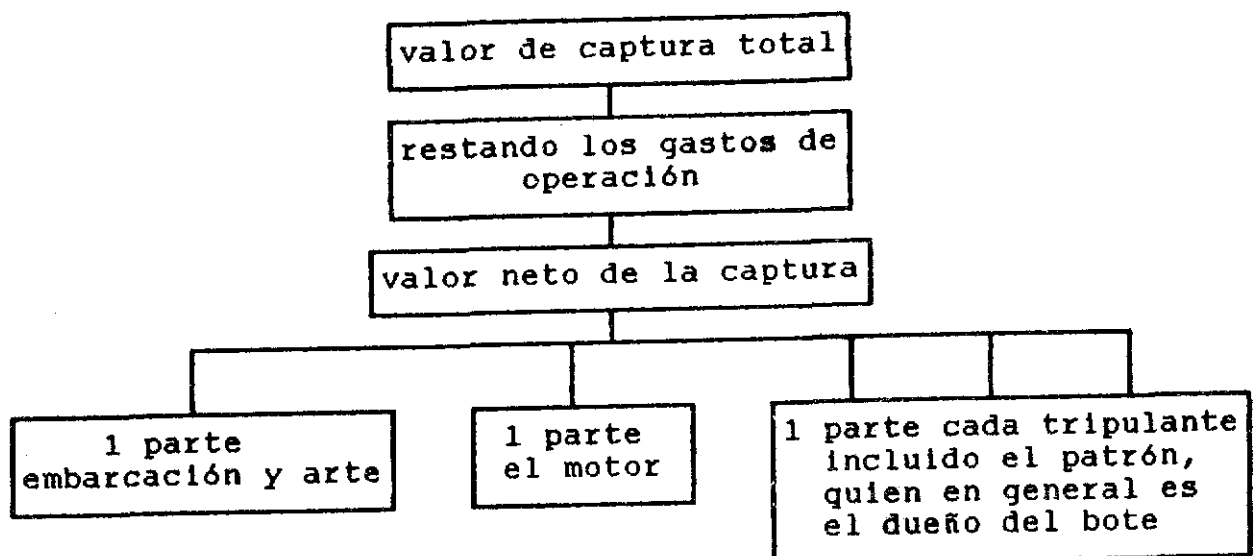 valor de captura total
restando los gastos de
operación
valor neto de la captura
1 parte
embarcación y arte
1 parte
el motor
1 parte cada tripulante
incluido el patrón,
quien en general es
el dueño del bote